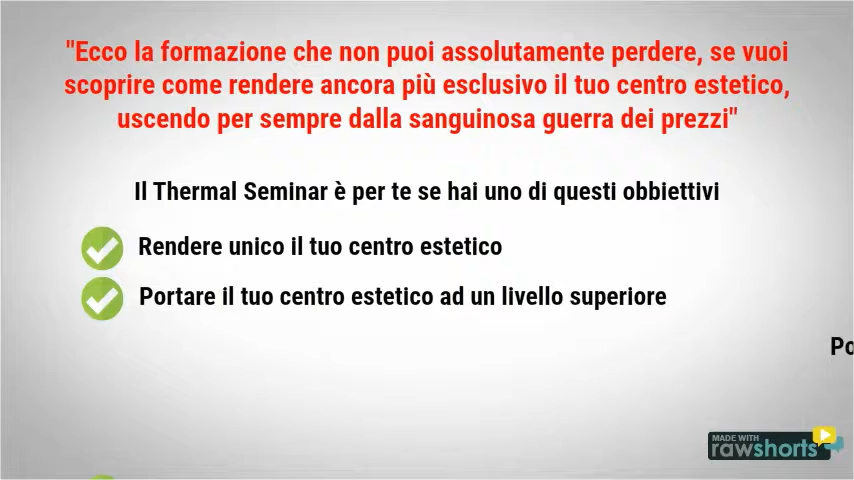 "Ecco la formazione che non puoi assolutamente perdere, se vuoi
scoprire come rendere ancora più esclusivo il tuo centro estetico,
uscendo per sempre dalla sanguinosa guerra dei prezzi"
Il Thermal Seminar è per te se hai uno di questi obbiettivi
Rendere unico il tuo centro estetico
Portare il tuo centro estetico ad un livello superiore
MADE WITH
rawshorts